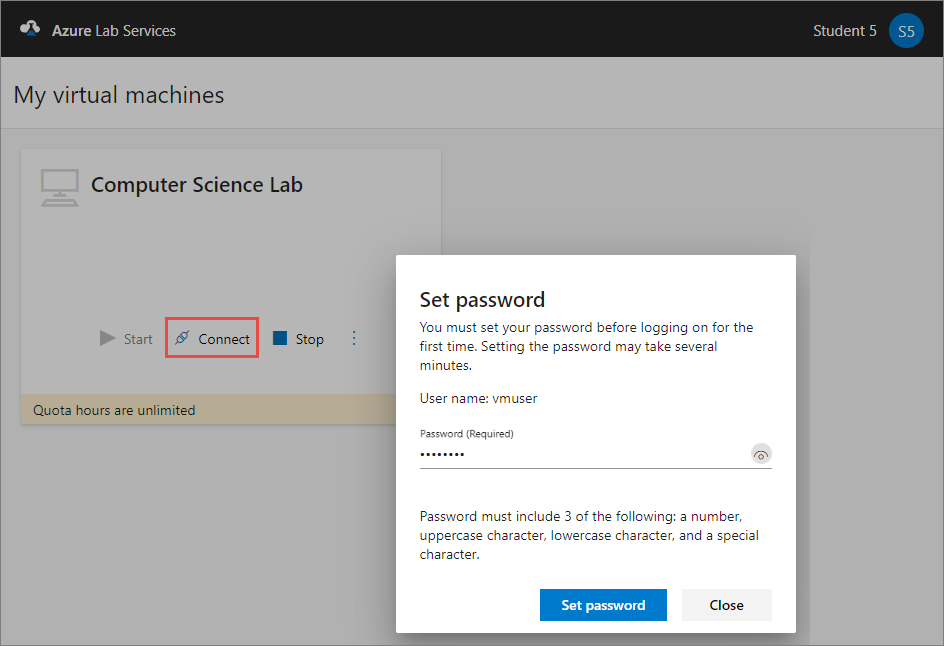 Azure Lab Services
Student 5
S5
My virtual machines
Computer Science Lab
Start
Connect
Stop
Quota hours are unlimited
Set password
You must set your password before logging on for the
first time. Setting the password may take several
minutes.
User name: vmuser
Password (Required)
••••••••
Password must include 3 of the following: a number,
uppercase character, lowercase character, and a special
character.
Set password
Close